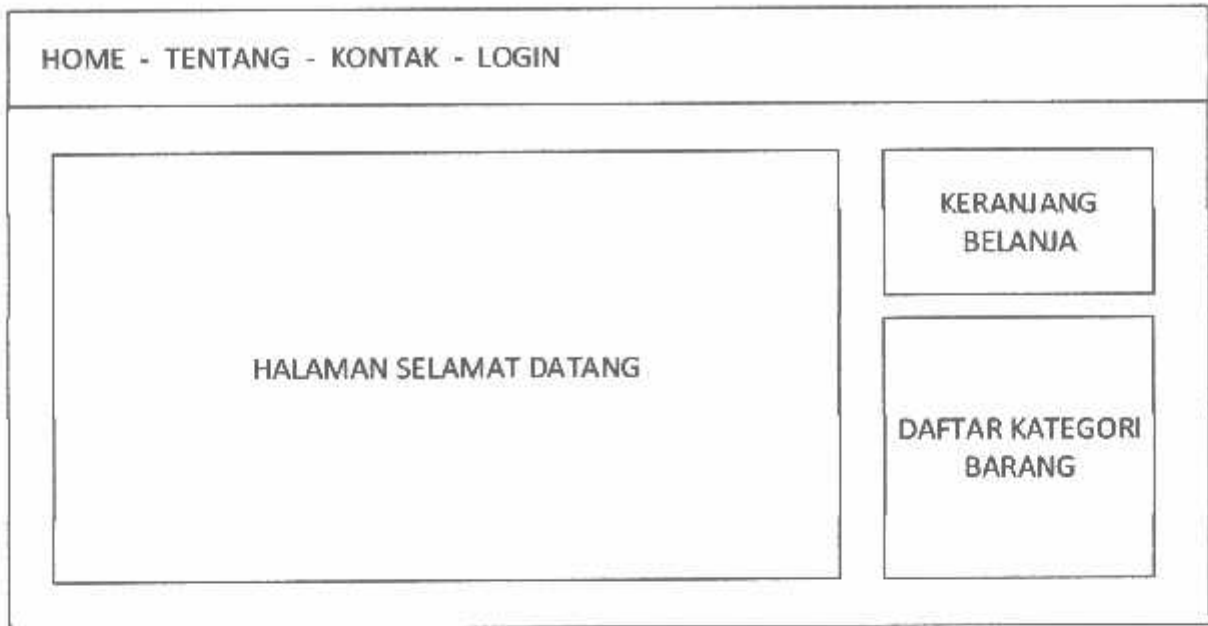 HOME - TENTANG - KONTAK - LOGIN
KERANJANG
BELANJA
HALAMAN SELAMAT DATANG
DAFTAR KATEGORI
BARANG